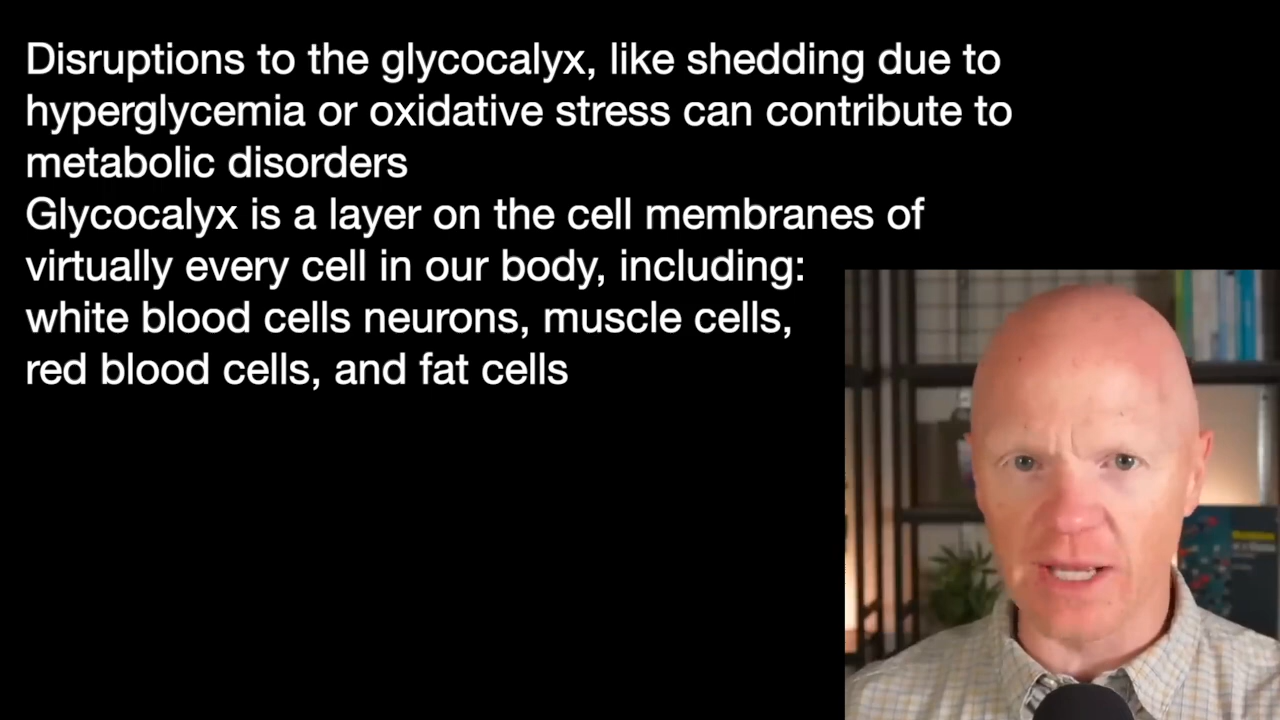 Disruptions to the glycocalyx, like shedding due to
hyperglycemia or oxidative stress can contribute to
metabolic disorders
Glycocalyx is a layer on the cell membranes of
virtually every cell in our body, including:
white blood cells neurons, muscle cells,
red blood cells, and fat cells